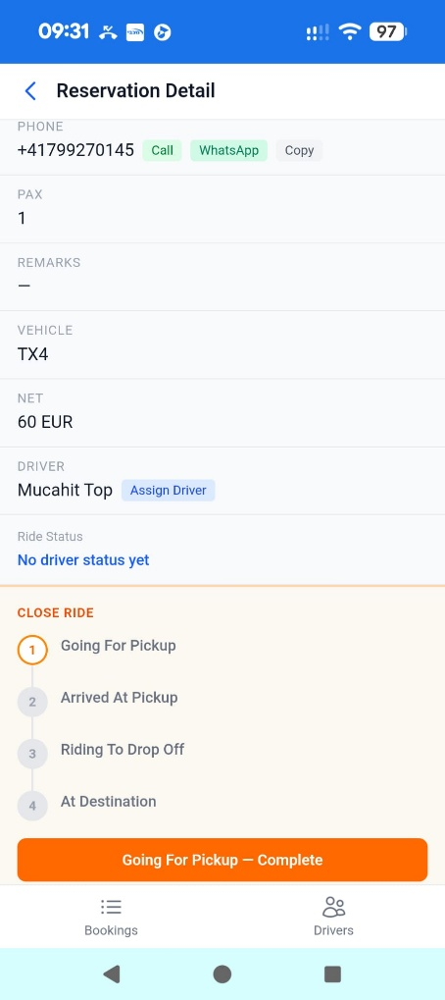 09:31
97
Reservation Detail
PHONE
+41799270145 Call WhatsApp Copy
PAX
1
REMARKS
—
VEHICLE
TX4
NET
60 EUR
DRIVER
Mucahit Top Assign Driver
Ride Status
No driver status yet
CLOSE RIDE
1 Going For Pickup
2 Arrived At Pickup
3 Riding To Drop Off
4 At Destination
Going For Pickup — Complete
Bookings Drivers